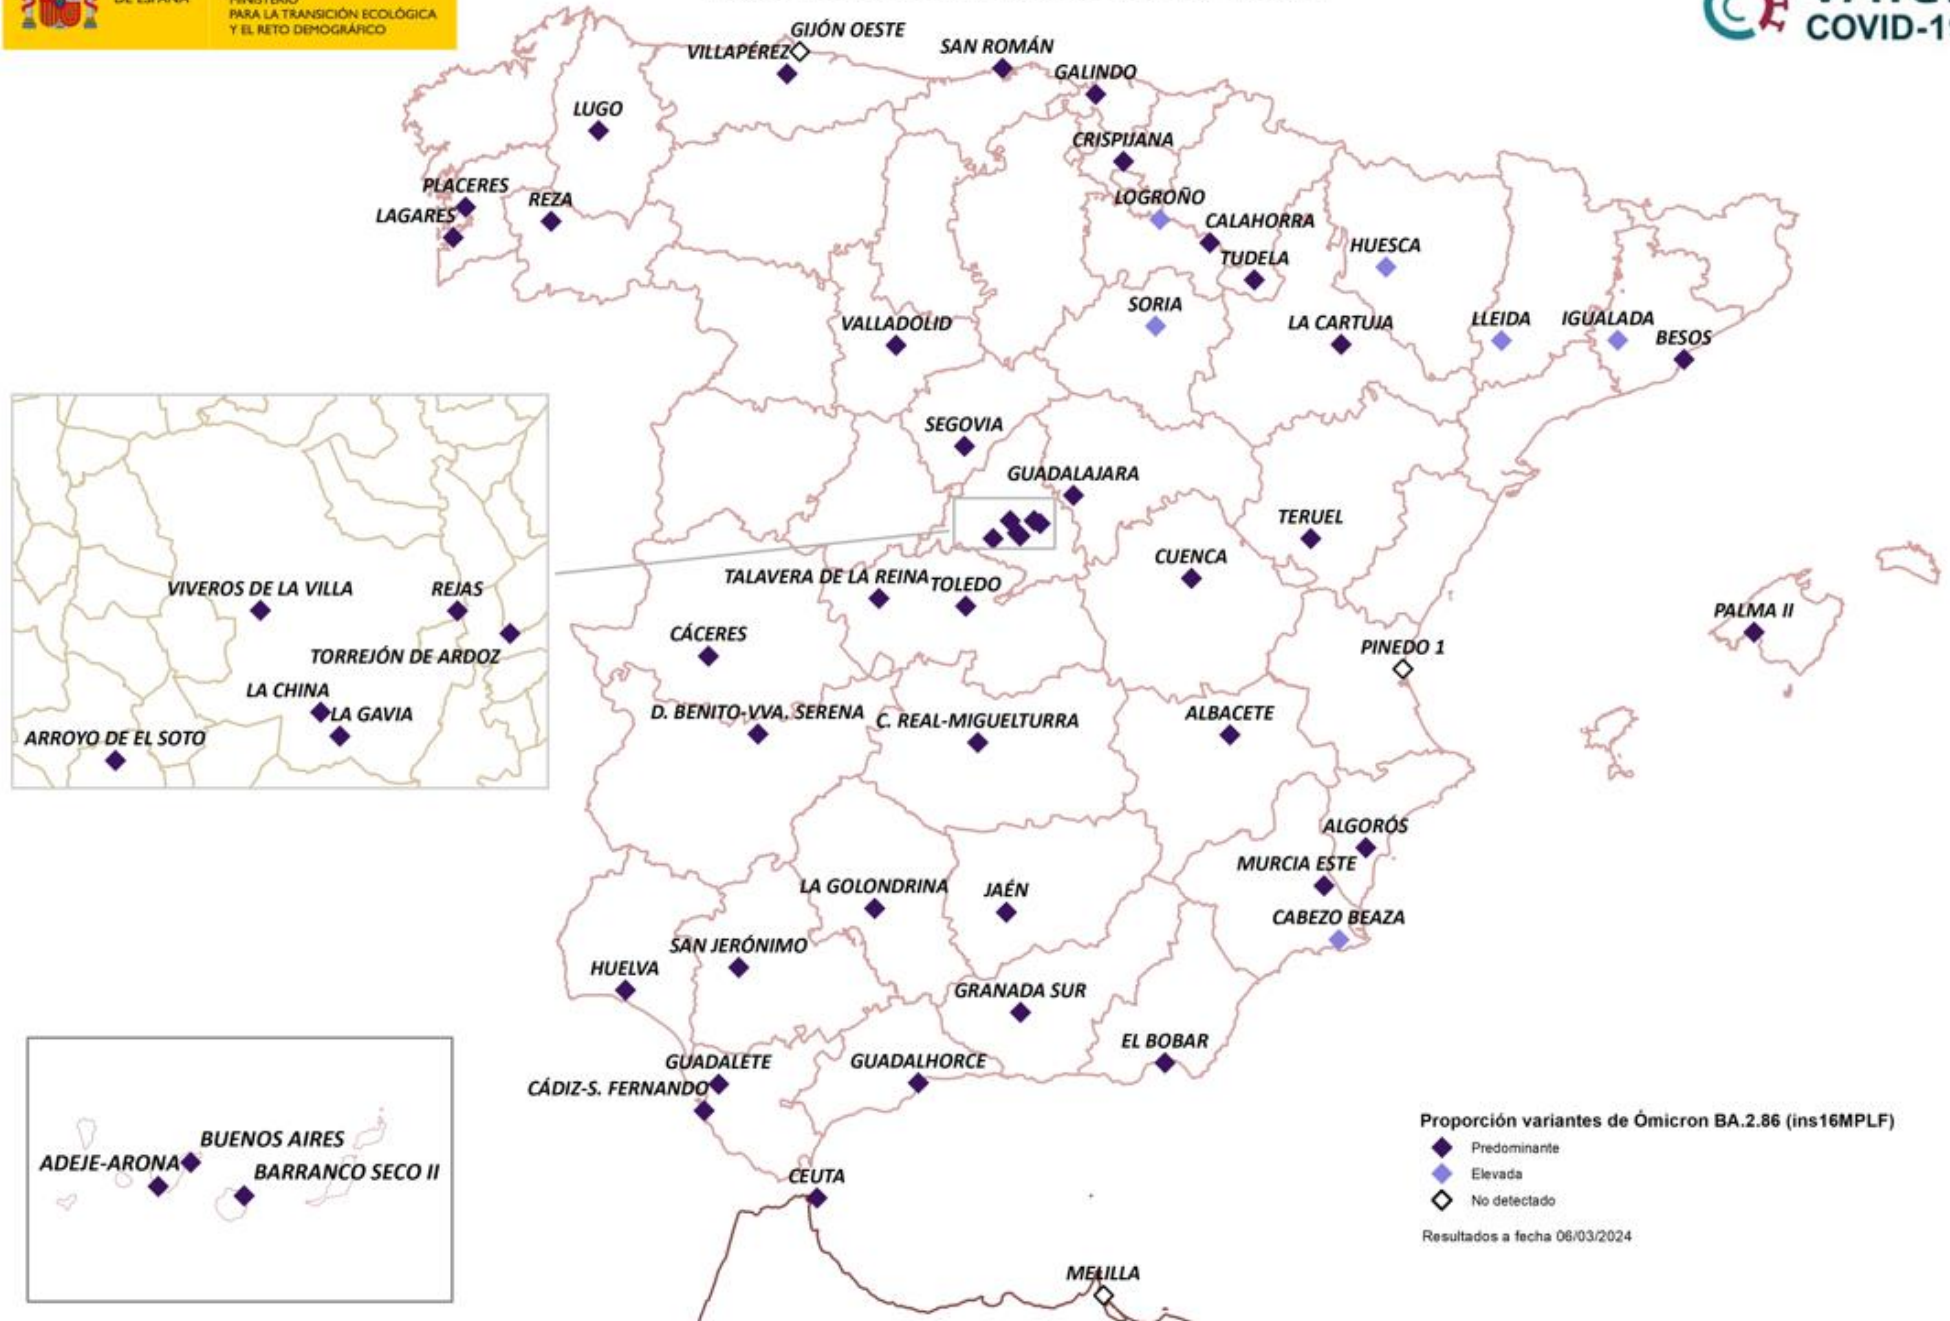 PARA LA TRANSICIÓN ECOLÓGICA
Y EL RETO DEMOGRÁFICO
COVID-19
GIJÓN OESTE
VILLAPÉREZ
SAN ROMÁN
GALINDO
LUGO
CRISPIJANA
PLACERES
REZA
LAGARES
LOGROÑO
CALAHORRA
TUDELA
HUESCA
SORIA
VALLADOLID
LA CARTUJA
LLEIDA
IGUALADA
BESOS
SEGOVIA
GUADALAJARA
TERUEL
CUENCA
TALAVERA DE LA REINA
TOLEDO
VIVEROS DE LA VILLA
REJAS
TORREJÓN DE ARDOZ
LA CHINA
LA GAVIA
ARROYO DE EL SOTO
CÁCERES
PALMA II
PINEDO 1
D. BENITO-VVA. SERENA
C. REAL-MIGUELTURRA
ALBACETE
ALGORÓS
MURCIA ESTE
LA GOLONDRINA
JAÉN
CABEZO BEAZA
SAN JERÓNIMO
HUELVA
GRANADA SUR
EL BOBAR
GUADALETE
GUADALHORCE
CÁDIZ-S. FERNANDO
BUENOS AIRES
ADEJE-ARONA
BARRANCO SECO II
CEUTA
MELILLA
Proporción variantes de Ómicron BA.2.86 (ins16MPLF)
Predominante
Elevada
No detectado
Resultados a fecha 06/03/2024